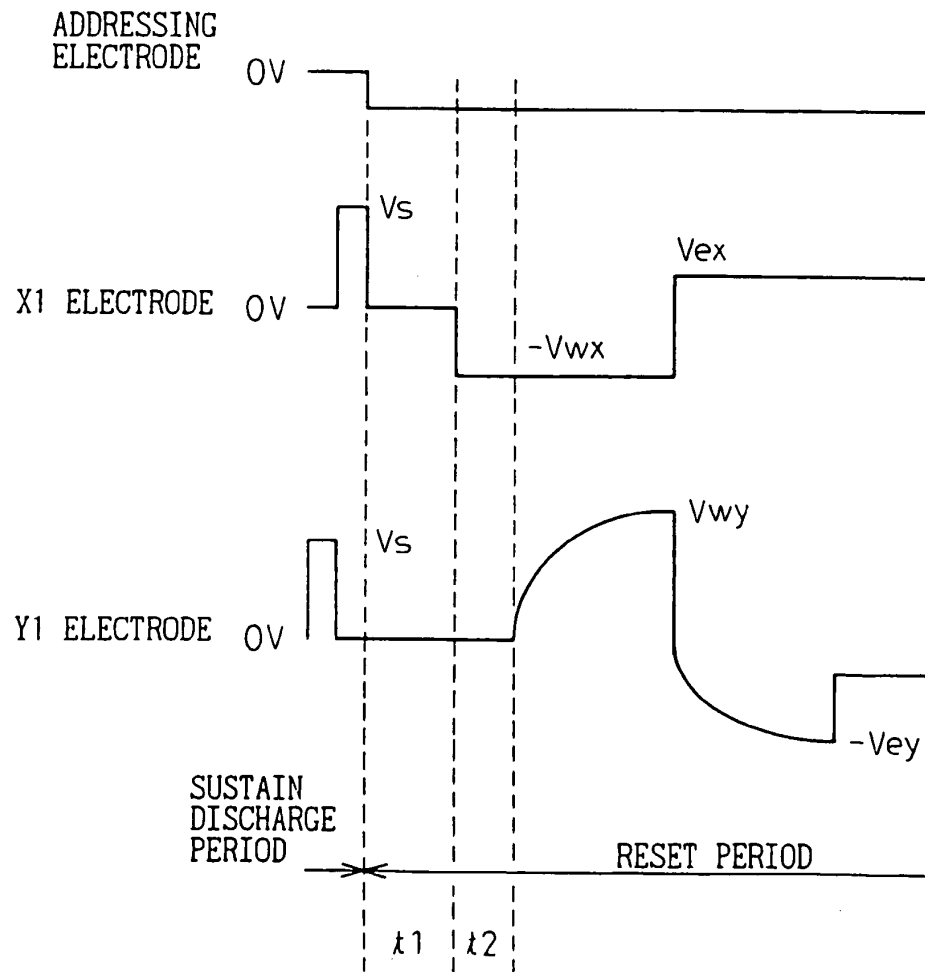 ADDRESSING
ELECTRODE
0V
Vs
Vex
X1 ELECTRODE 0V
-Vwx
Vwy
Vs
Y1 ELECTRODE 0V
-Vey
SUSTAIN
DISCHARGE
PERIOD
RESET PERIOD
t1 t2